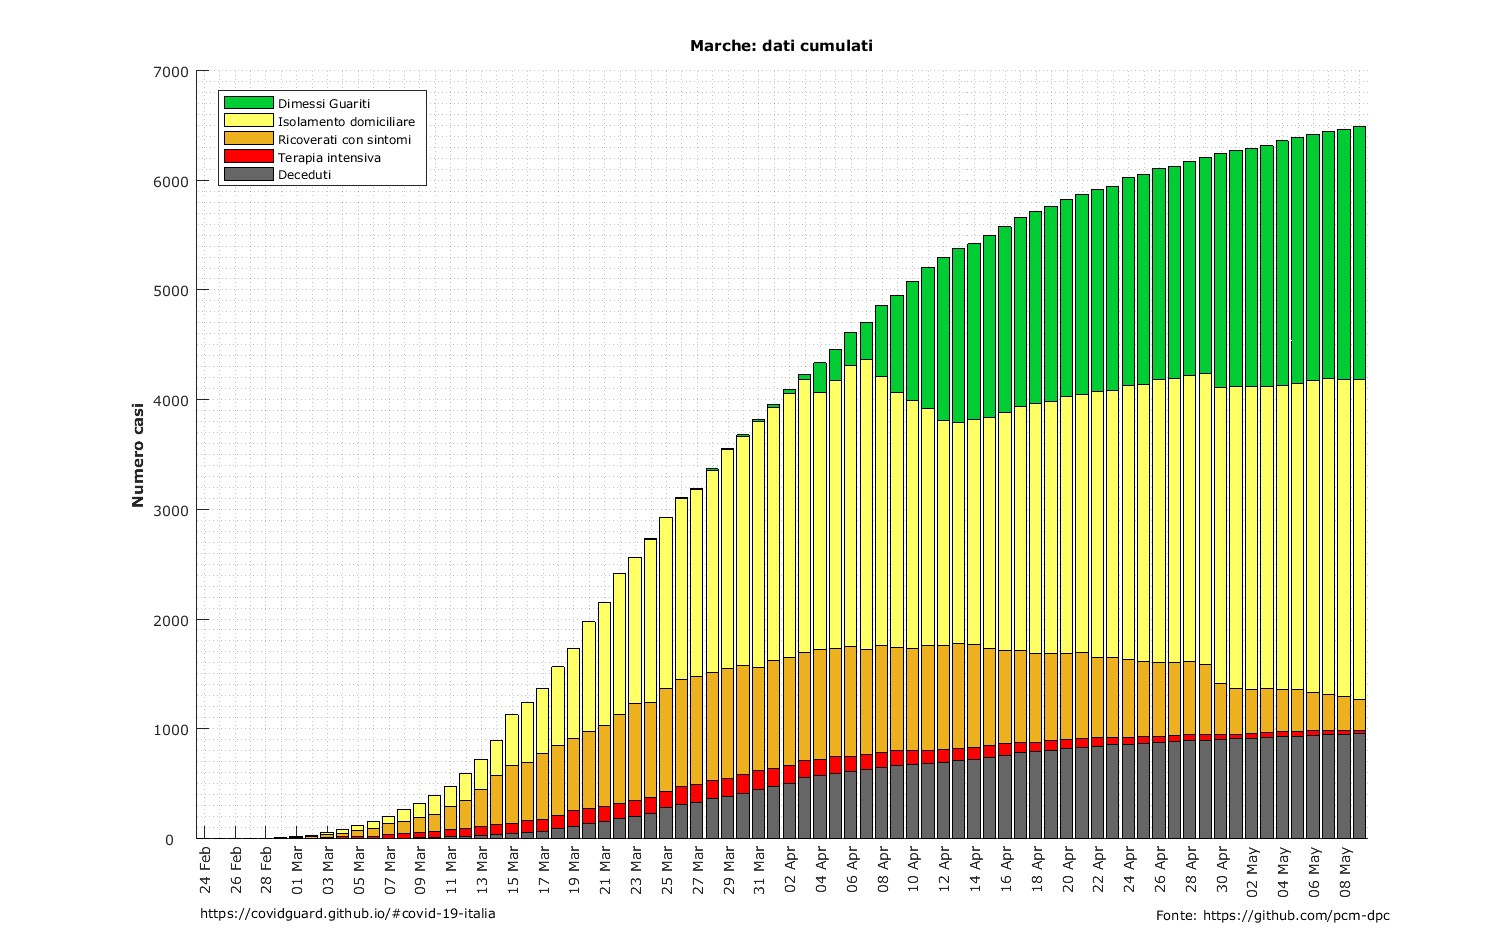 Marche: dati cumulati
7000
6000
5000
4000
3000
2000
1000
0
Numero casi
Dimessi Guariti
Isolamento domiciliare
Ricoverati con sintomi
Terapia intensiva
Deceduti
24 Feb
26 Feb
28 Feb
01 Mar
03 Mar
05 Mar
07 Mar
09 Mar
11 Mar
13 Mar
15 Mar
17 Mar
19 Mar
21 Mar
23 Mar
25 Mar
27 Mar
29 Mar
31 Mar
02 Apr
04 Apr
06 Apr
08 Apr
10 Apr
12 Apr
14 Apr
16 Apr
18 Apr
20 Apr
22 Apr
24 Apr
26 Apr
28 Apr
30 Apr
02 May
04 May
06 May
08 May
https://covidguard.github.io/#covid-19-italia
Fonte: https://github.com/pcm-dpc